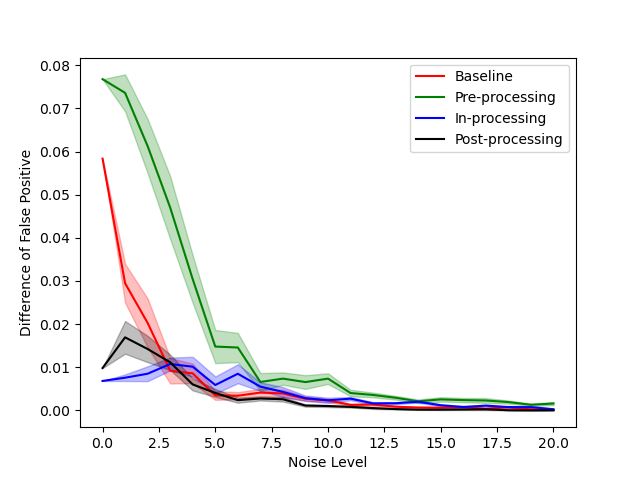 0.08
0.07
0.06
0.05
0.04
0.03
0.02
0.01
0.00
Difference of False Positive
Baseline
Pre-processing
In-processing
Post-processing
0.0 2.5 5.0 7.5 10.0 12.5 15.0 17.5 20.0
Noise Level